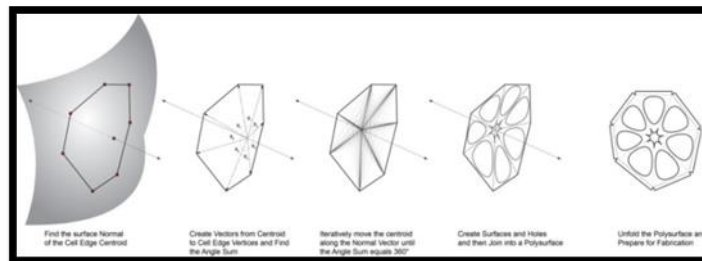 Find the surface Normal
of the Cell Edge Centroid
Create Vectors from Centroid
to Cell Edge Vertices and Find
the Angle Sum
Iteratively move the centroid
along the Normal Vector until
the Angle Sum equals 360°
Create Surfaces and Holes
and then Join into a Polysurface
Unfold the Polysurface an
Prepare for Fabrication